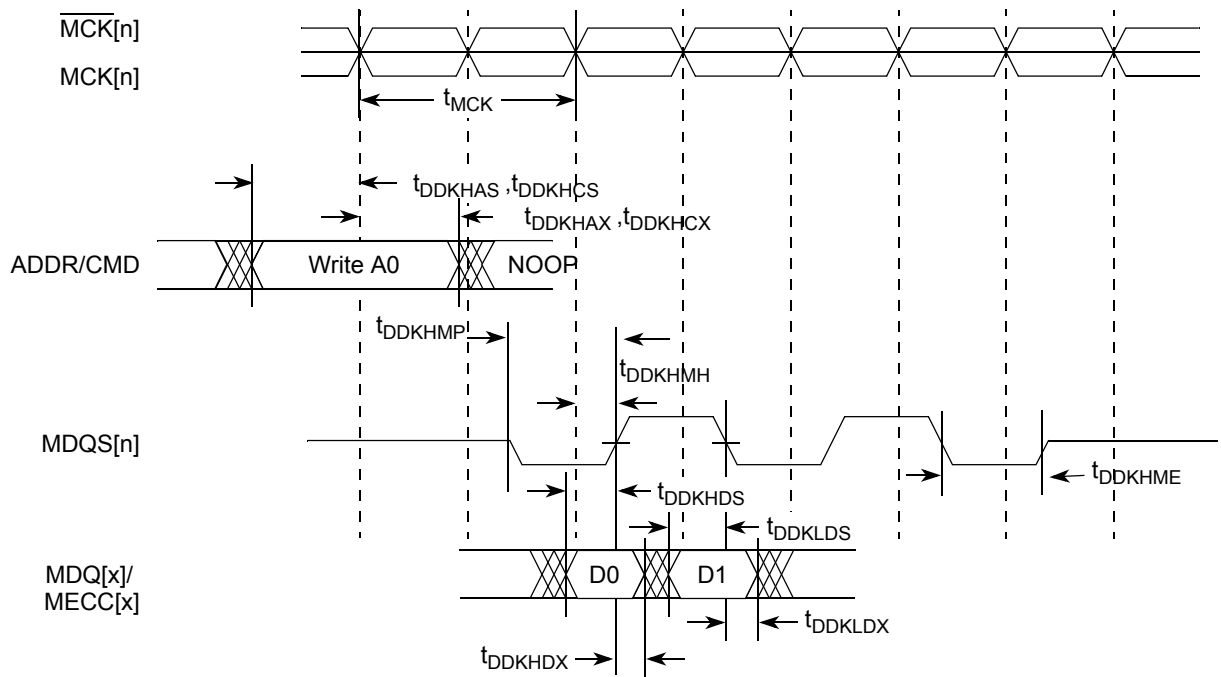 MCK[n]
MCK[n]
tMCK
tDDKHAS ,tDDKHCS
tDDKHAX ,tDDKHCX
ADDR/CMD
Write A0
NOOP
tDDKHMP
tDDKHMH
MDQS[n]
tDDKHME
tDDKHDS
tDDKLDS
MDQ[x]/
MECC[x]
D0
D1
tDDKLDX
tDDKHDX